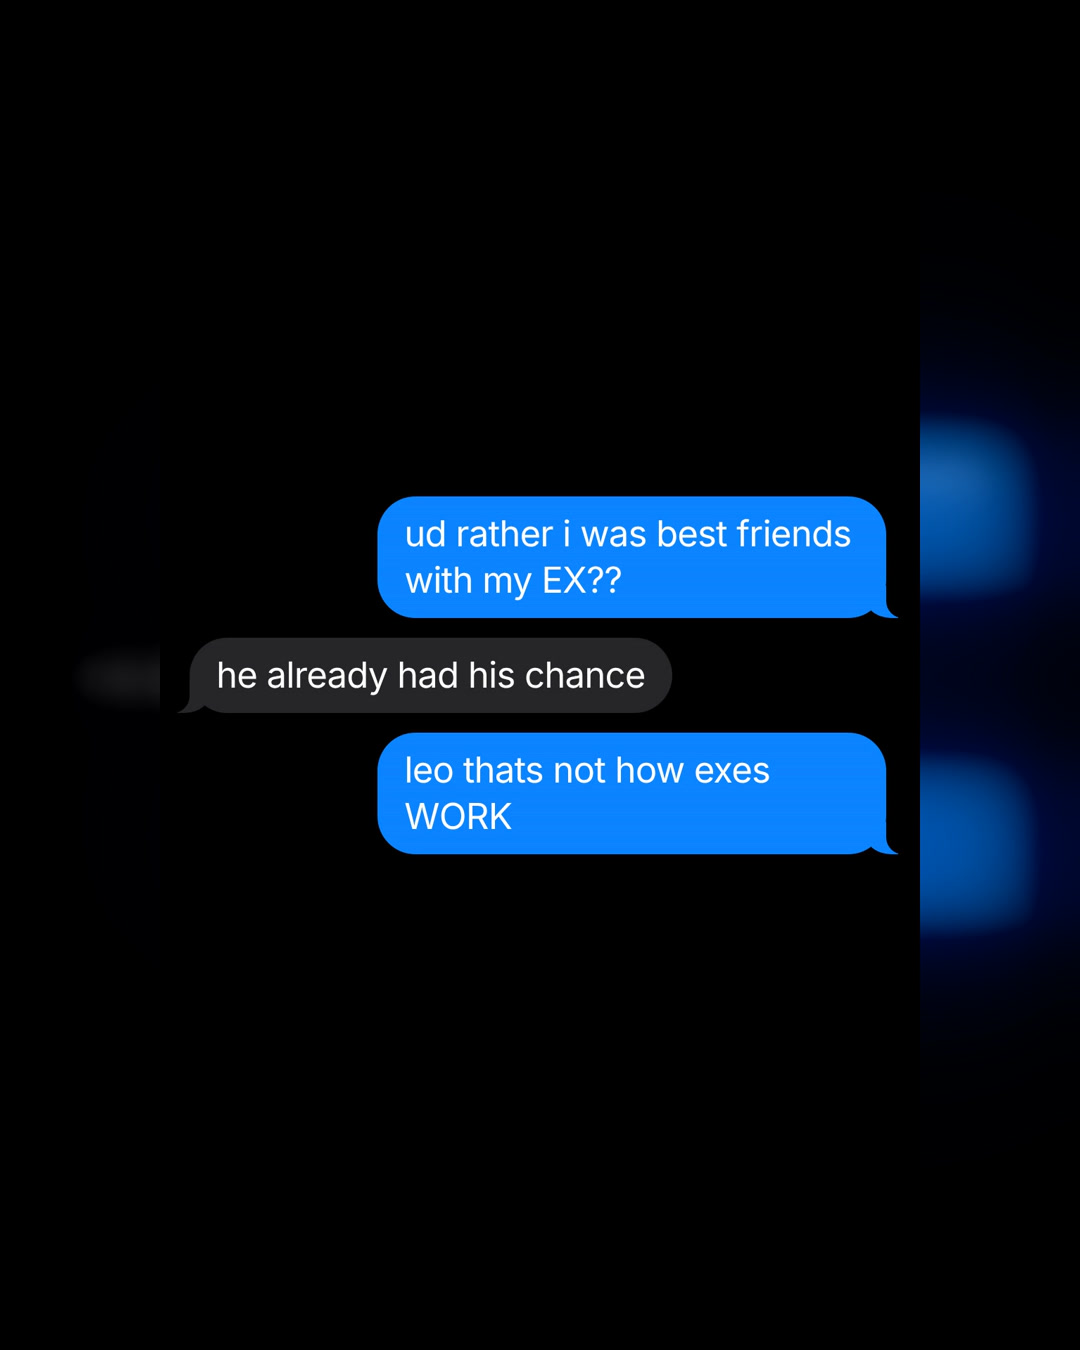 ud rather i was best friends
with my EX??
he already had his chance
leo thats not how exes
WORK